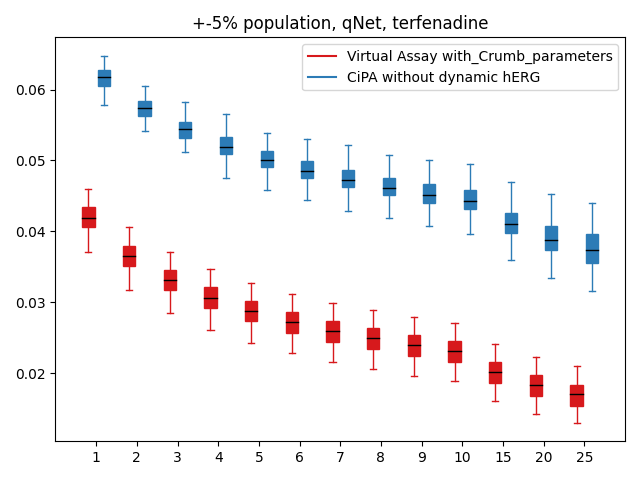 +-5% population, qNet, terfenadine
Virtual Assay with_Crumb_parameters
CiPA without dynamic hERG
0.06
0.05
0.04
0.03
0.02
1 2 3 4 5 6 7 8 9 10 15 20 25